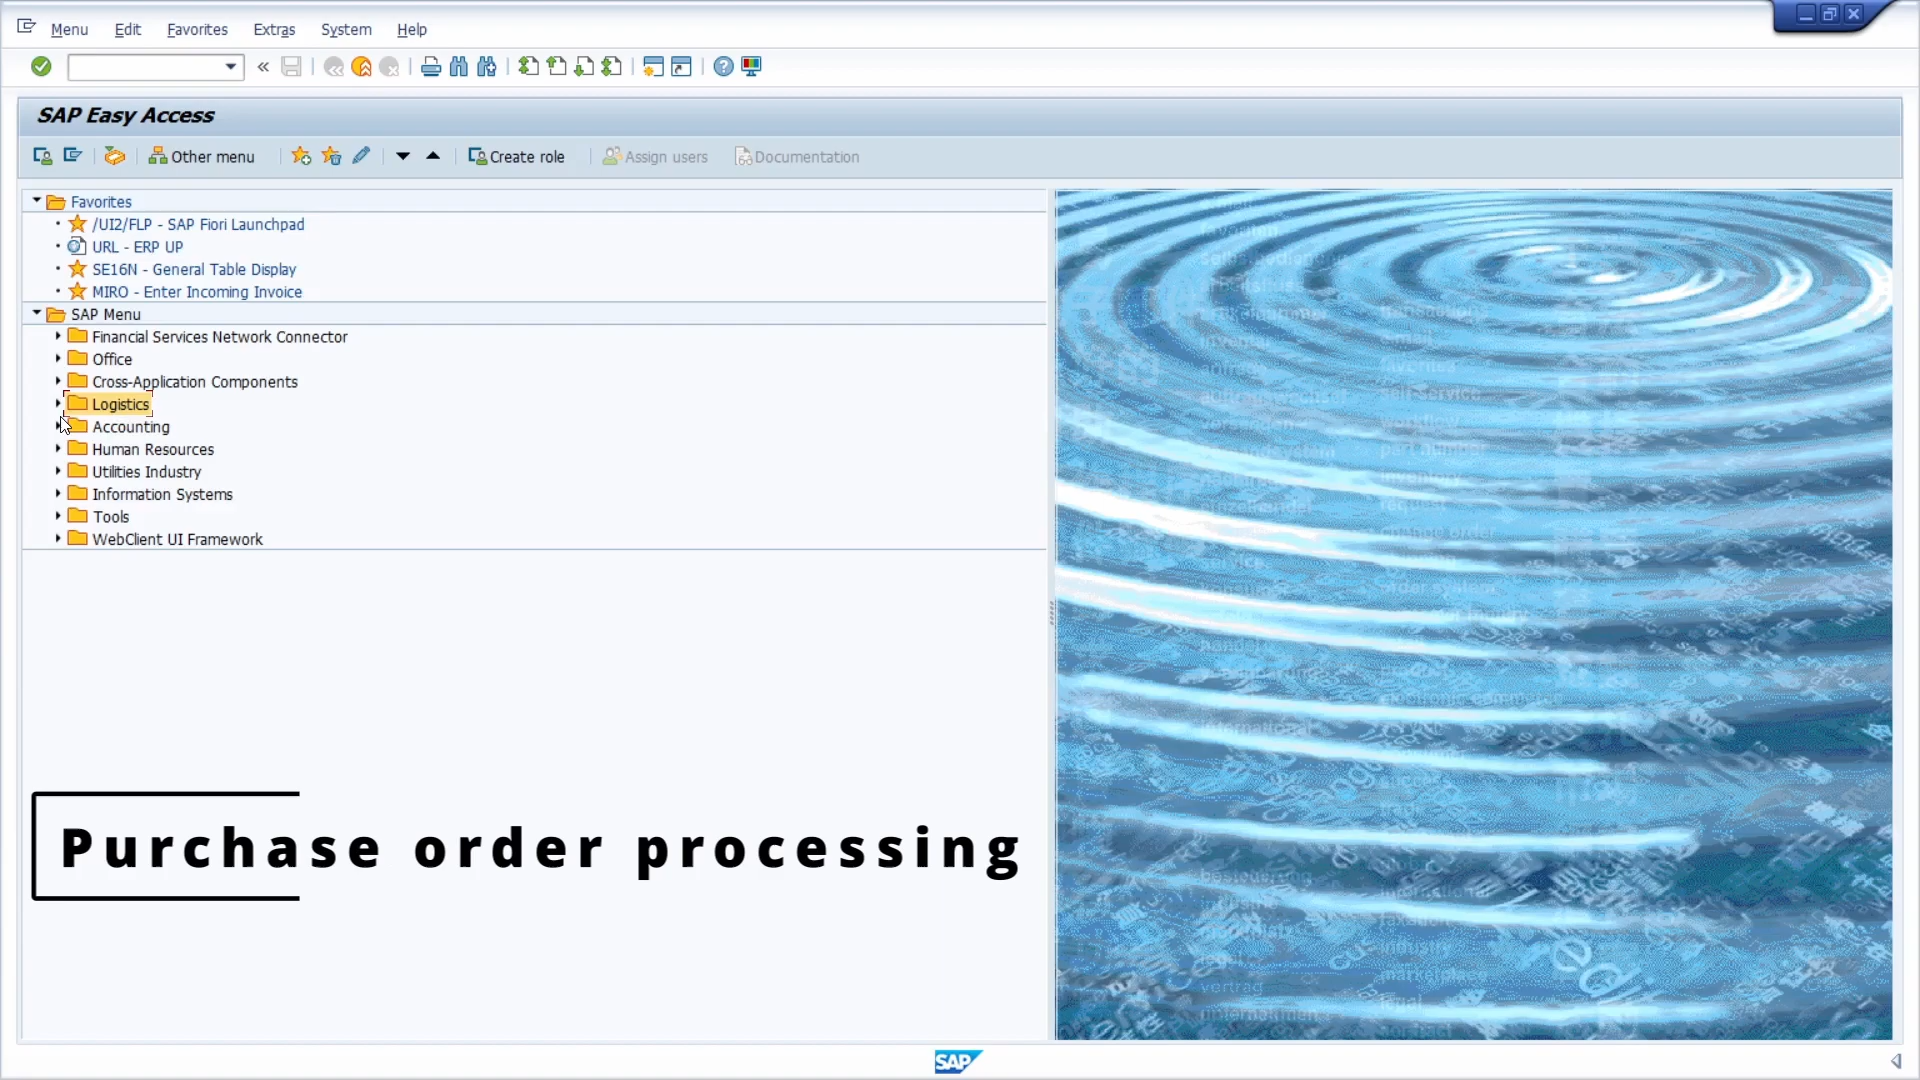 Menu Edit Favorites Extras System Help
SAP Easy Access
Other menu Create role Assign users Documentation
Favorites
/UI2/FLP - SAP Fiori Launchpad
URL - ERP UP
SE16N - General Table Display
MIRO - Enter Incoming Invoice
SAP Menu
Financial Services Network Connector
Office
Cross-Application Components
Logistics
Accounting
Human Resources
Utilities Industry
Information Systems
Tools
WebClient UI Framework
Purchase order processing
SAP